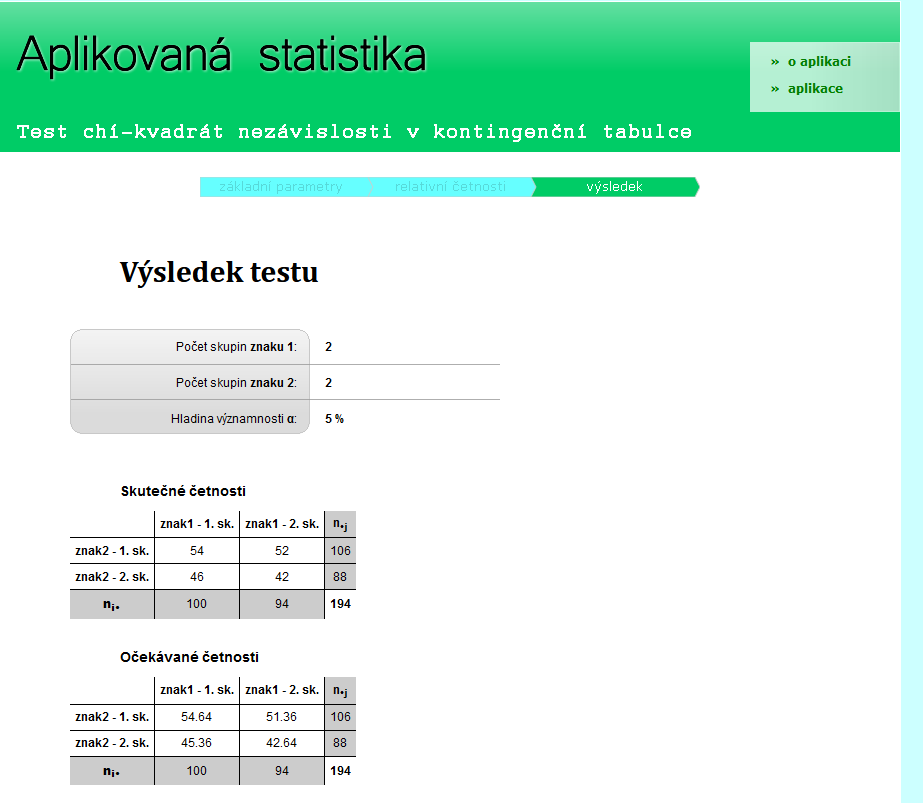 Aplikovaná statistika
» o aplikaci
» aplikace
Test chí-kvadrát nezávislosti v kontingenční tabulce
základní parametry relativní četnosti výsledek
Výsledek testu
Počet skupin znaku 1: 2
Počet skupin znaku 2: 2
Hladina významnosti α: 5 %
Skutečné četnosti
znak1 - 1. sk. znak1 - 2. sk. n•j
znak2 - 1. sk. 54 52 106
znak2 - 2. sk. 46 42 88
ni• 100 94 194
Očekávané četnosti
znak1 - 1. sk. znak1 - 2. sk. n•j
znak2 - 1. sk. 54.64 51.36 106
znak2 - 2. sk. 45.36 42.64 88
ni• 100 94 194